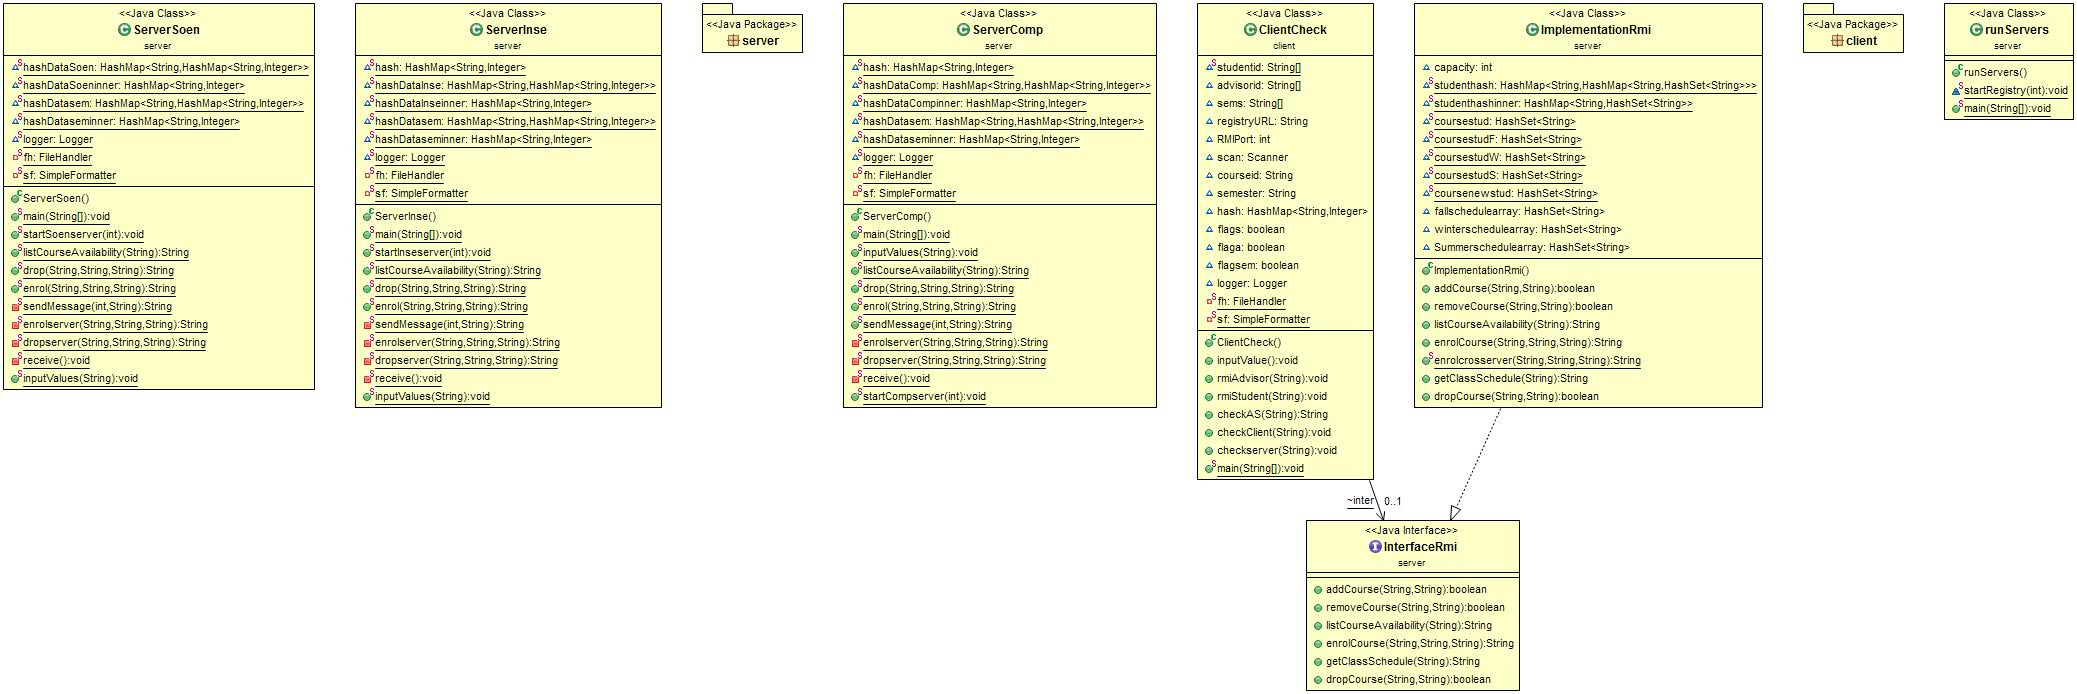 <<Java Class>>
ServerSoen
server
hashDataSoen: HashMap<String,HashMap<String,Integer>>
hashDataSoeninner: HashMap<String,Integer>
hashDatasem: HashMap<String,HashMap<String,Integer>>
hashDataseminner: HashMap<String,Integer>
logger: Logger
fh: FileHandler
sf: SimpleFormatter
ServerSoen()
main(String[]):void
startSoenserver(int):void
listCourseAvailability(String):String
drop(String,String,String):String
enrol(String,String,String):String
sendMessage(int,String):String
enrolserver(String,String,String):String
dropserver(String,String,String):String
receive():void
inputValues(String):void
<<Java Class>>
ServerInse
server
hash: HashMap<String,Integer>
hashDataInse: HashMap<String,HashMap<String,Integer>>
hashDataInseinner: HashMap<String,Integer>
hashDatasem: HashMap<String,HashMap<String,Integer>>
hashDataseminner: HashMap<String,Integer>
logger: Logger
fh: FileHandler
sf: SimpleFormatter
ServerInse()
main(String[]):void
startInseserver(int):void
listCourseAvailability(String):String
drop(String,String,String):String
enrol(String,String,String):String
sendMessage(int,String):String
enrolserver(String,String,String):String
dropserver(String,String,String):String
receive():void
inputValues(String):void
<<Java Package>>
server
<<Java Class>>
ServerComp
server
hash: HashMap<String,Integer>
hashDataComp: HashMap<String,HashMap<String,Integer>>
hashDataCompinner: HashMap<String,Integer>
hashDatasem: HashMap<String,HashMap<String,Integer>>
hashDataseminner: HashMap<String,Integer>
logger: Logger
fh: FileHandler
sf: SimpleFormatter
ServerComp()
main(String[]):void
inputValues(String):void
listCourseAvailability(String):String
drop(String,String,String):String
enrol(String,String,String):String
sendMessage(int,String):String
enrolserver(String,String,String):String
dropserver(String,String,String):String
receive():void
startCompserver(int):void
<<Java Class>>
ClientCheck
client
studentid: String[]
advisorid: String[]
sems: String[]
registryURL: String
RMIPort: int
scan: Scanner
courseid: String
semester: String
hash: HashMap<String,Integer>
flags: boolean
flaga: boolean
flagsem: boolean
logger: Logger
fh: FileHandler
sf: SimpleFormatter
ClientCheck()
inputValue():void
rmiAdvisor(String):void
rmiStudent(String):void
checkAS(String):String
checkClient(String):void
checkserver(String):void
main(String[]):void
<<Java Class>>
ImplementationRmi
server
capacity: int
studenthash: HashMap<String,HashMap<String,HashSet<String>>>
studenthashinner: HashMap<String,HashSet<String>>
coursestud: HashSet<String>
coursestudF: HashSet<String>
coursestudW: HashSet<String>
coursestudS: HashSet<String>
coursenewstud: HashSet<String>
fallschedulearray: HashSet<String>
winterschedulearray: HashSet<String>
Summerschedulearray: HashSet<String>
ImplementationRmi()
addCourse(String,String):boolean
removeCourse(String,String):boolean
listCourseAvailability(String):String
enrolCourse(String,String,String):String
enrolcrosserver(String,String,String):String
getClassSchedule(String):String
dropCourse(String,String):boolean
<<Java Package>>
client
<<Java Class>>
runServers
server
runServers()
startRegistry(int):void
main(String[]):void
~inter 0..1
<<Java Interface>>
InterfaceRmi
server
addCourse(String,String):boolean
removeCourse(String,String):boolean
listCourseAvailability(String):String
enrolCourse(String,String,String):String
getClassSchedule(String):String
dropCourse(String,String):boolean